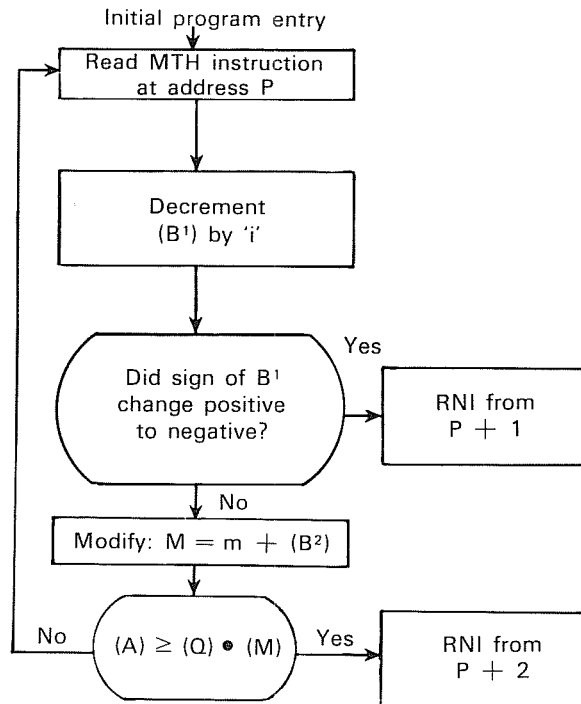 Initial program entry
Read MTH instruction
at address P
Decrement
(B¹) by ‘i’
Yes
Did sign of B¹
change positive
to negative?
RNI from
P + 1
No
Modify: M = m + (B²)
No
(A) ≥ (Q) • (M)
Yes
RNI from
P + 2